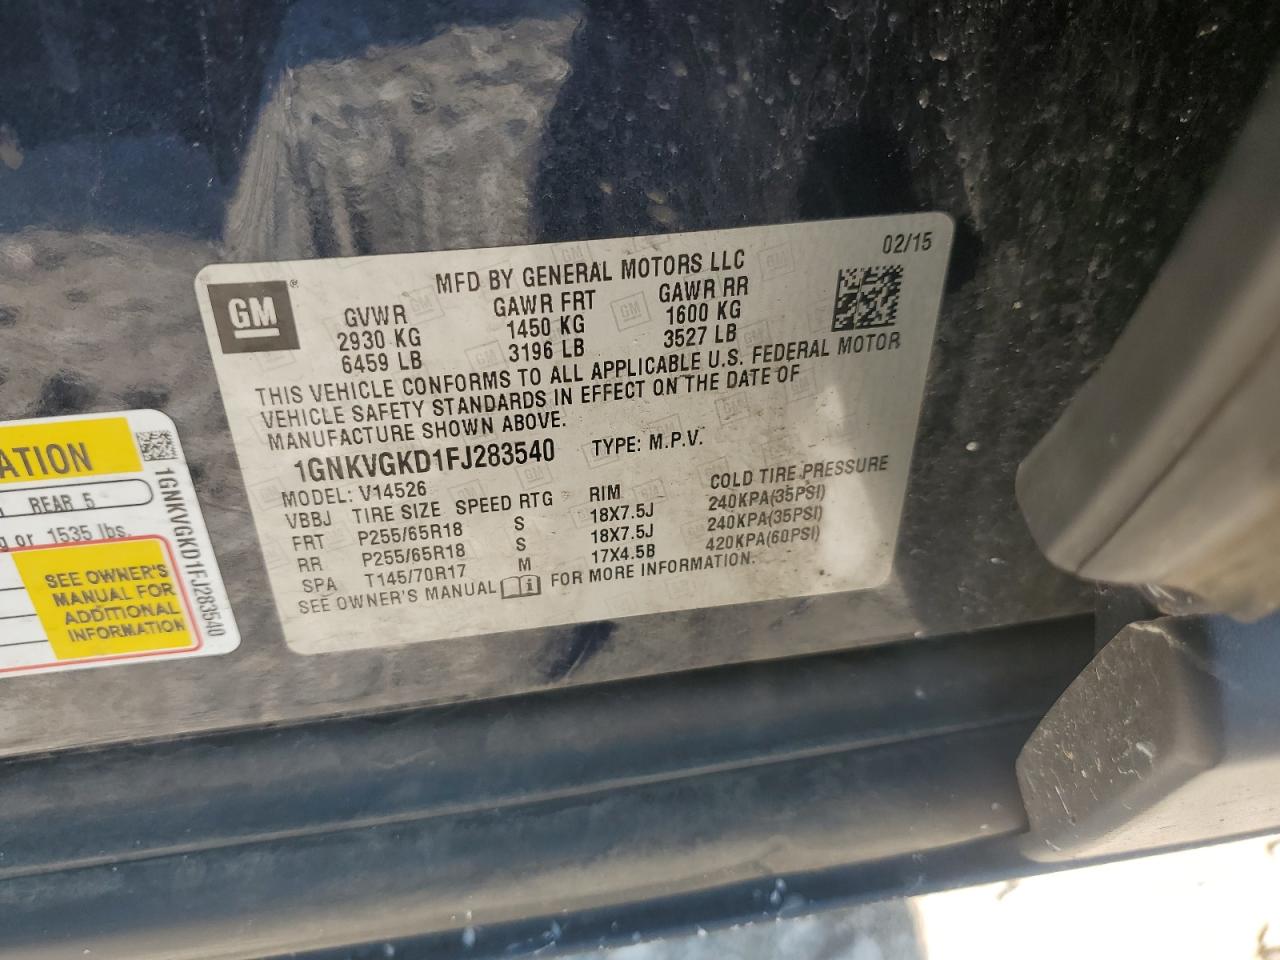 02/15
GM
MFD BY GENERAL MOTORS LLC
GVWR GAWR FRT GAWR RR
2930 KG 1450 KG 1600 KG
6459 LB 3196 LB 3527 LB
THIS VEHICLE CONFORMS TO ALL APPLICABLE U.S. FEDERAL MOTOR
VEHICLE SAFETY STANDARDS IN EFFECT ON THE DATE OF
MANUFACTURE SHOWN ABOVE.
1GNKVGKD1FJ283540 TYPE: M.P.V.
MODEL: V14526
VBBJ TIRE SIZE SPEED RTG RIM COLD TIRE PRESSURE
FRT P255/65R18 S 18X7.5J 240KPA(35PSI)
RR P255/65R18 S 18X7.5J 240KPA(35PSI)
SPA T145/70R17 M 17X4.5B 420KPA(60PSI)
SEE OWNER'S MANUAL FOR MORE INFORMATION.
ATION
REAR 5
g or 1535 lbs.
SEE OWNER'S
MANUAL FOR
ADDITIONAL
INFORMATION
1GNKVGKD1FJ283540